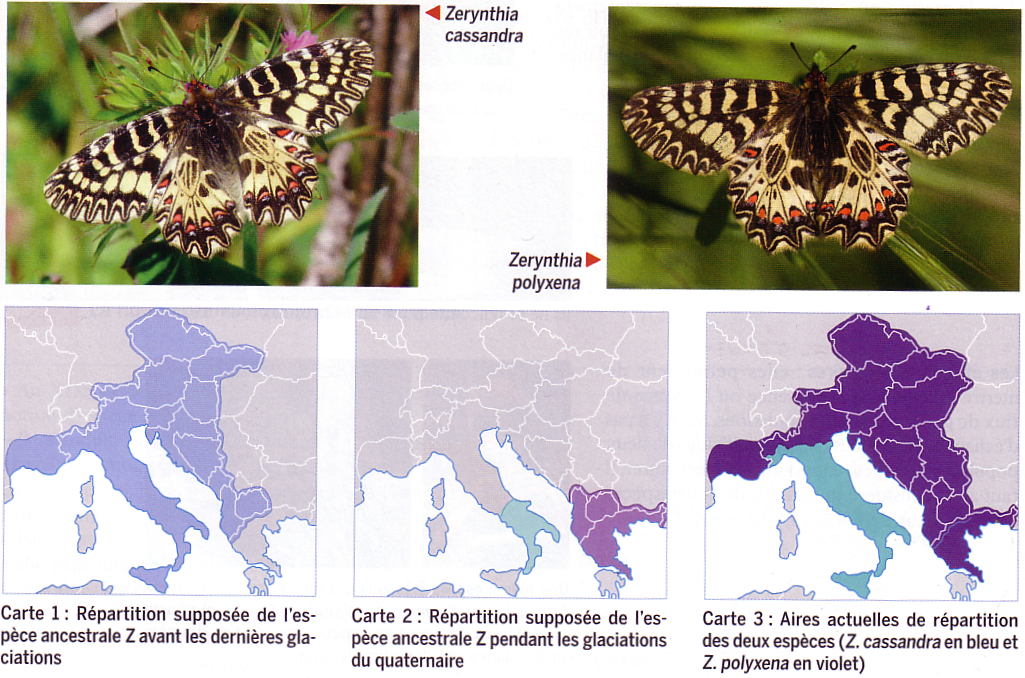 ◄ Zerynthia
cassandra
Zerynthia ►
polyxena
Carte 1 : Répartition supposée de l'es-
pèce ancestrale Z avant les dernières gla-
ciations
Carte 2 : Répartition supposée de l'es-
pèce ancestrale Z pendant les glaciations
du quaternaire
Carte 3 : Aires actuelles de répartition
des deux espèces (Z. cassandra en bleu et
Z. polyxena en violet)